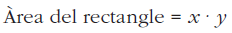 Àrea del rectangle = x · y